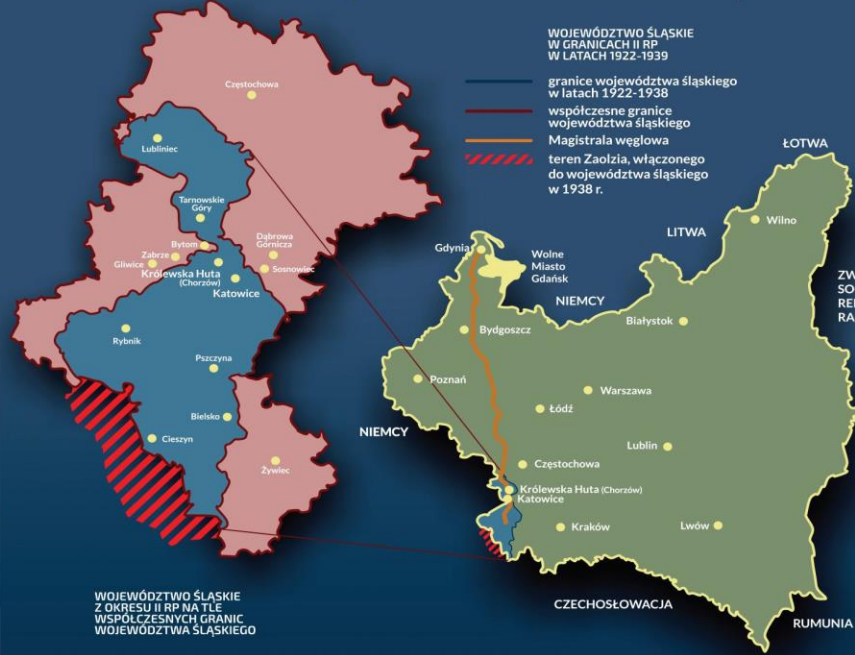 WOJEWÓDZTWO ŚLĄSKIE
W GRANICACH II RP
W LATACH 1922-1939
granice województwa śląskiego
w latach 1922-1938
współczesne granice
województwa śląskiego
Magistrala węglowa
teren Zaolzia, włączonego
do województwa śląskiego
w 1938 r.
Częstochowa
Lubliniec
Tarnowskie
Góry
Bytom
Zabrze
Gliwice
Królewska Huta
(Chorzów)
Katowice
Dąbrowa
Górnicza
Sosnowiec
Rybnik
Pszczyna
Bielsko
Cieszyn
Żywiec
WOJEWÓDZTWO ŚLĄSKIE
Z OKRESU II RP NA TLE
WSPÓŁCZESNYCH GRANIC
WOJEWÓDZTWA ŚLĄSKIEGO
ŁOTWA
LITWA
Wilno
Gdynia
Wolne
Miasto
Gdańsk
NIEMCY
ZW
SO
RA
Bydgoszcz
Białystok
Poznań
Warszawa
Łódź
NIEMCY
Lublin
Częstochowa
Królewska Huta (Chorzów)
Katowice
Kraków
Lwów
CZECHOSŁOWACJA
RUMUNIA